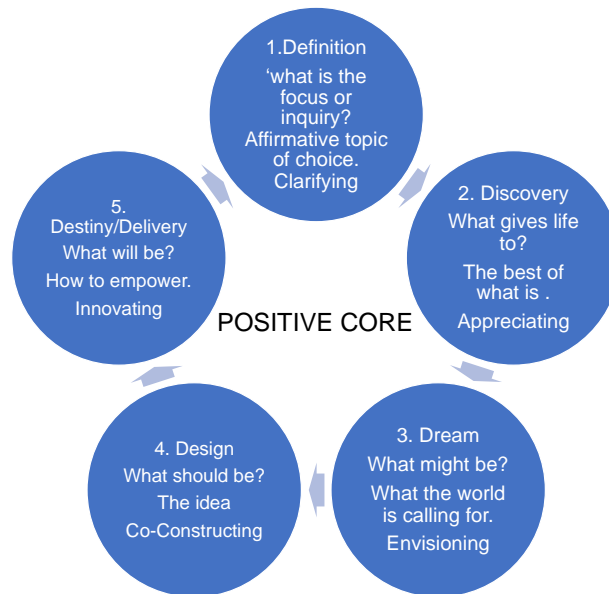 1.Definition
‘what is the
focus or
inquiry?
Affirmative topic
of choice.
Clarifying
2. Discovery
What gives life
to?
The best of
what is .
Appreciating
3. Dream
What might be?
What the world
is calling for.
Envisioning
4. Design
What should be?
The idea
Co-Constructing
5.
Destiny/Delivery
What will be?
How to empower.
Innovating
POSITIVE CORE